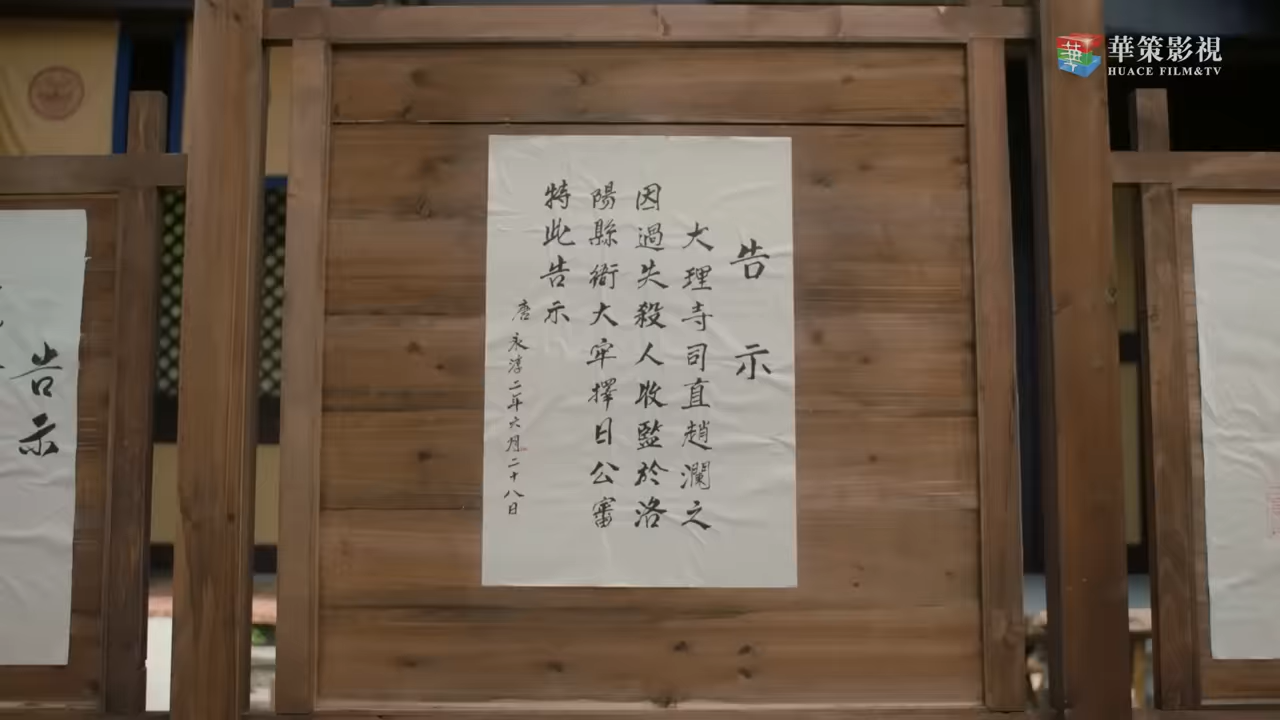 告示
大理寺司直趙瀾之
因過失殺人收監於洛
陽縣衙大牢擇日公審
特此告示
唐永淳二年六月二十八日
告示
華策影視
HUACE FILM&TV